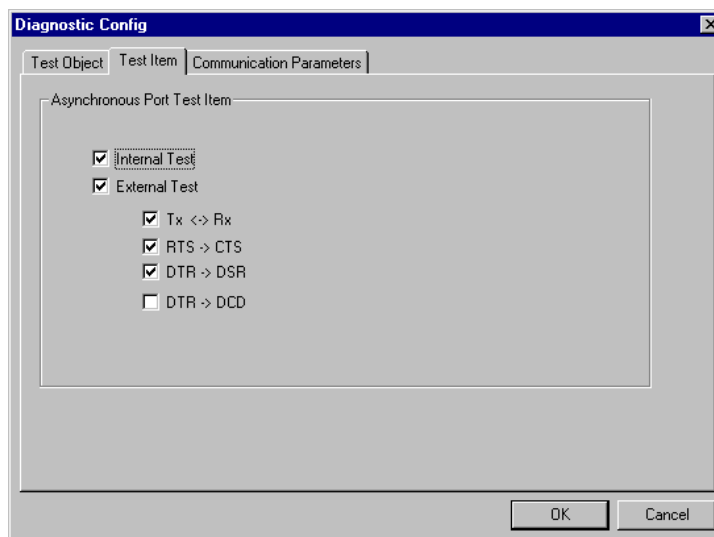 Diagnostic Config
Test Object Test Item Communication Parameters
Asynchronous Port Test Item
Internal Test
External Test
Tx <-> Rx
RTS -> CTS
DTR -> DSR
DTR -> DCD
OK Cancel